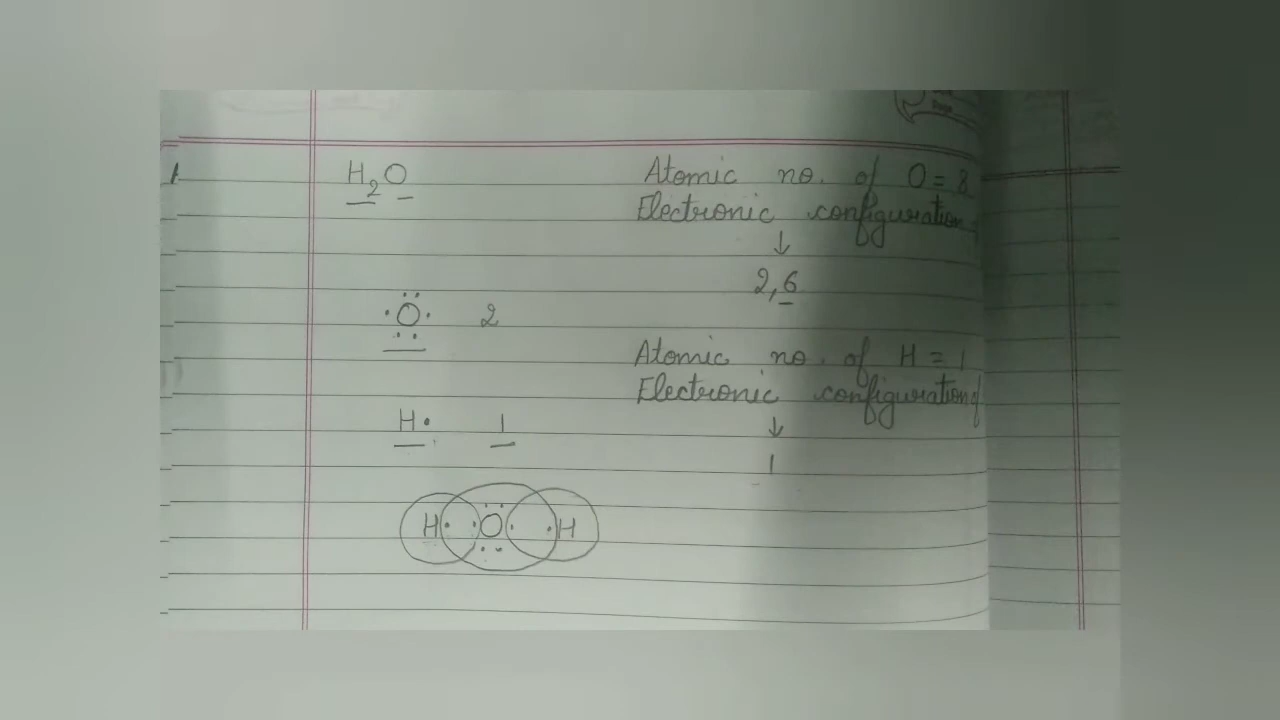 1
H₂O
Atomic no. of O = 8
Electronic configuration
↓
2,6
O 2
Atomic no. of H = 1
Electronic configuration of
H 1
↓
1
H O H